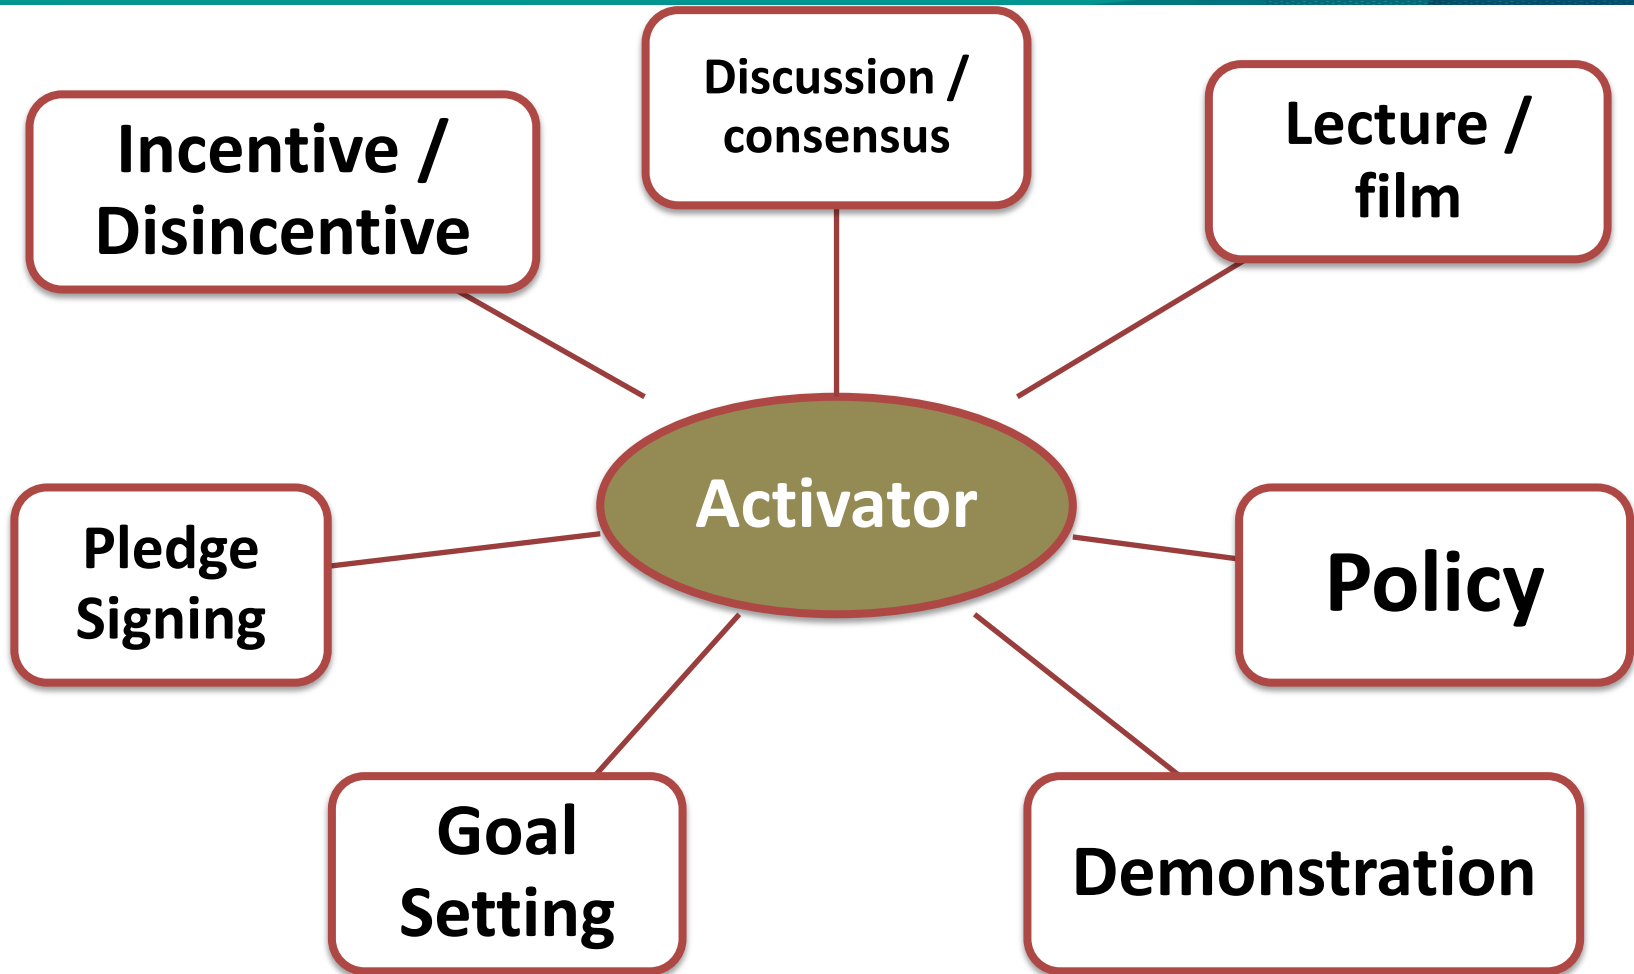 Discussion /
consensus
Incentive /
Disincentive
Lecture /
film
Activator
Pledge
Signing
Policy
Goal
Setting
Demonstration